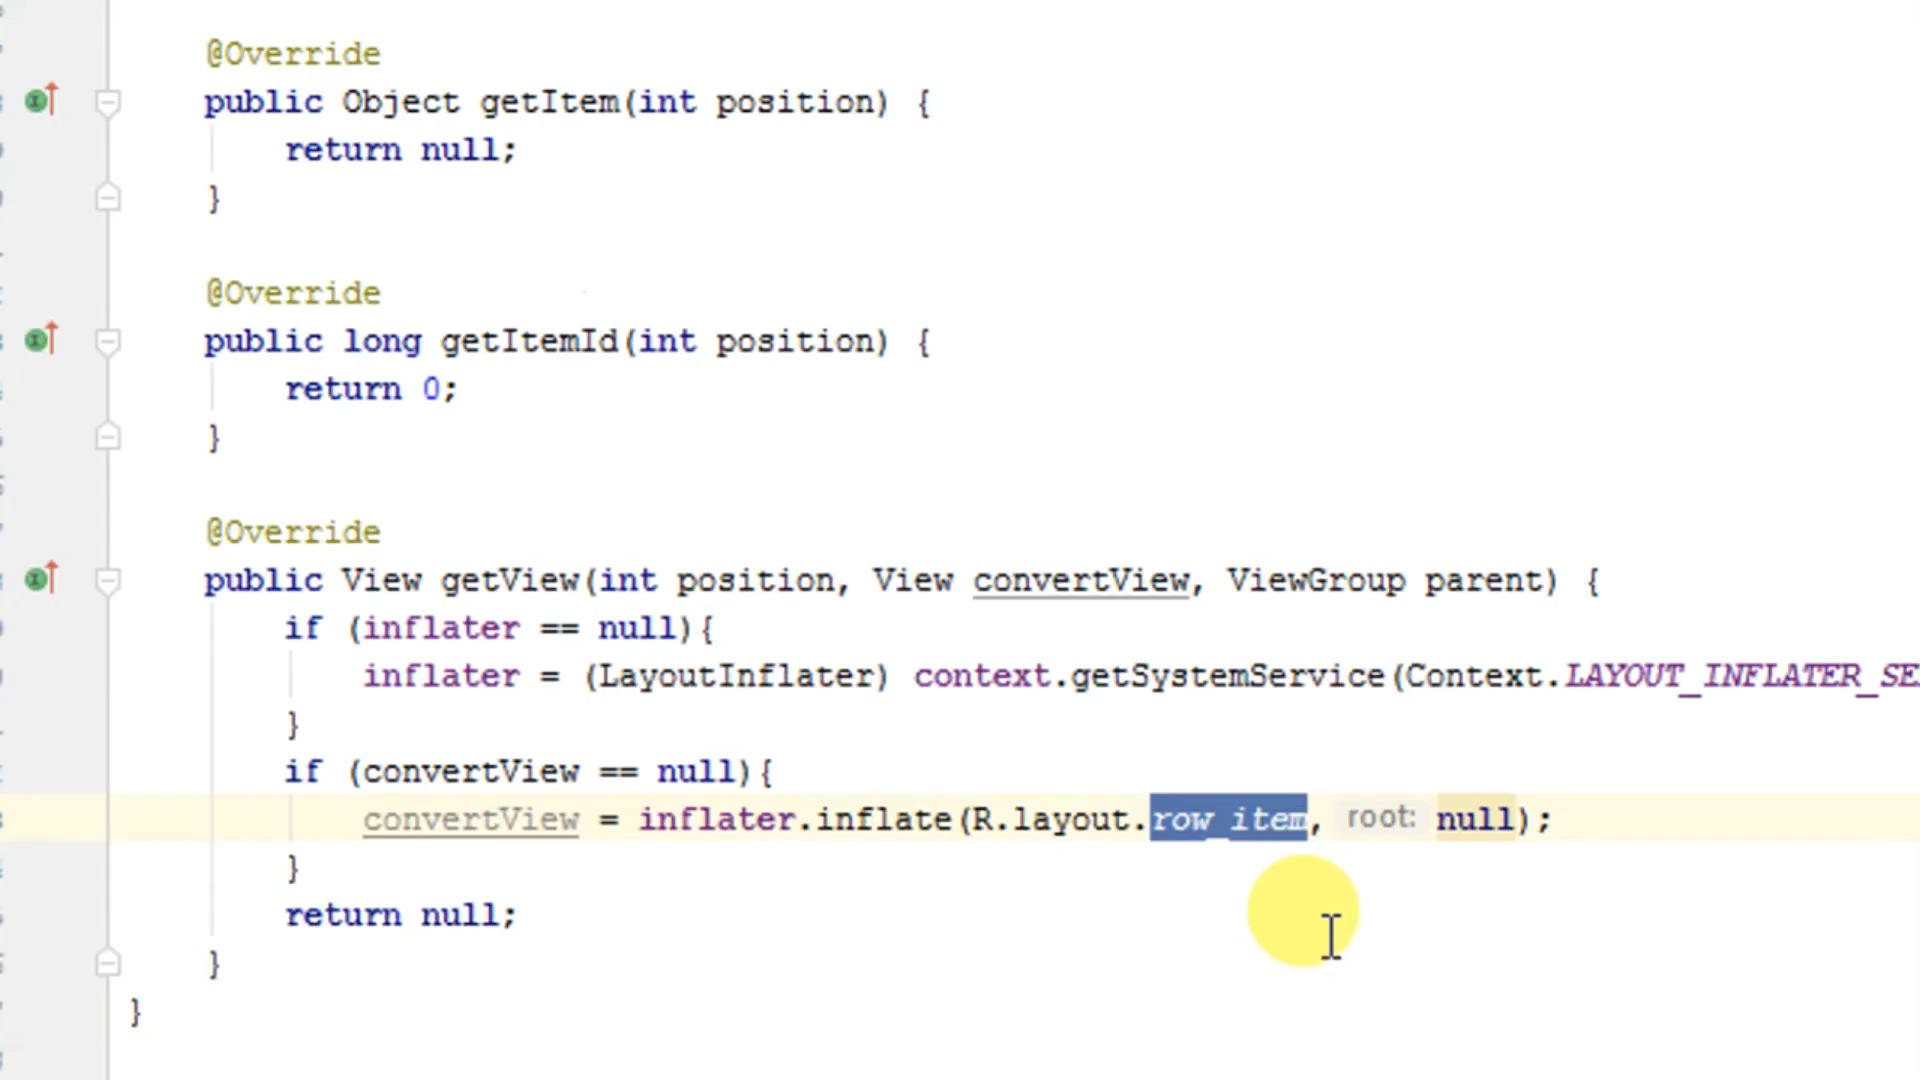 @Override
public Object getItem(int position) {
return null;
}
@Override
public long getItemId(int position) {
return 0;
}
@Override
public View getView(int position, View convertView, ViewGroup parent) {
if (inflater == null){
inflater = (LayoutInflater) context.getSystemService(Context.LAYOUT_INFLATER_SE
}
if (convertView == null){
convertView = inflater.inflate(R.layout.row_item, root: null);
}
return null;
}
}